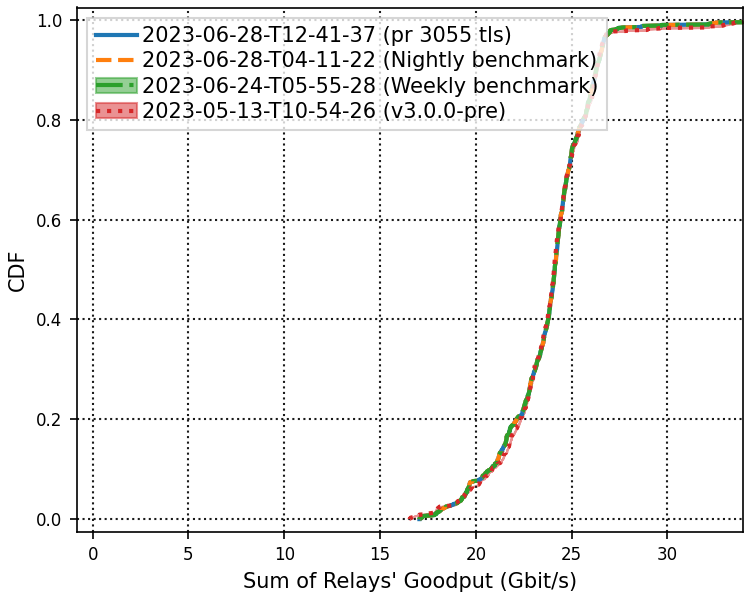 2023-06-28-T12-41-37 (pr 3055 tls)
2023-06-28-T04-11-22 (Nightly benchmark)
2023-06-24-T05-55-28 (Weekly benchmark)
2023-05-13-T10-54-26 (v3.0.0-pre)
1.0
0.8
0.6
0.4
0.2
0.0
CDF
0 5 10 15 20 25 30
Sum of Relays' Goodput (Gbit/s)